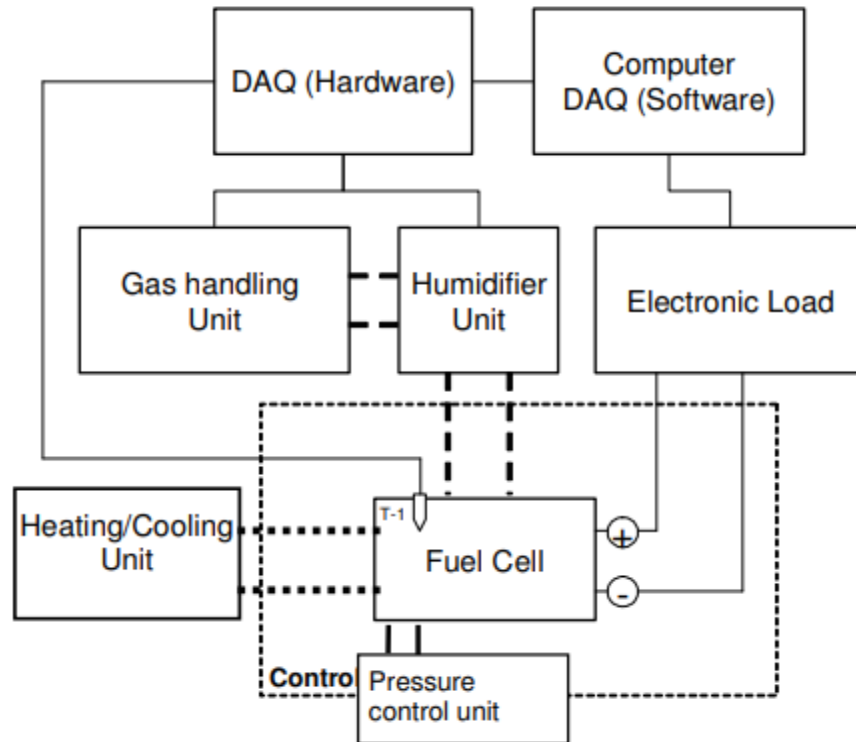 DAQ (Hardware)
Computer
DAQ (Software)
Gas handling
Unit
Humidifier
Unit
Electronic Load
Heating/Cooling
Unit
T-1
Fuel Cell
+
-
Control
Pressure
control unit